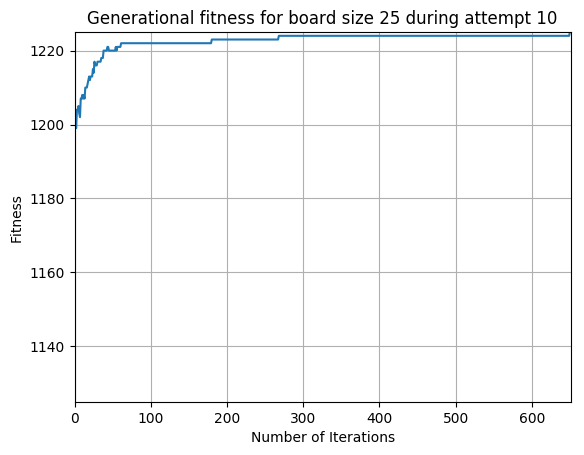 Generational fitness for board size 25 during attempt 10
1220
1200
1180
1160
1140
Fitness
0 100 200 300 400 500 600
Number of Iterations